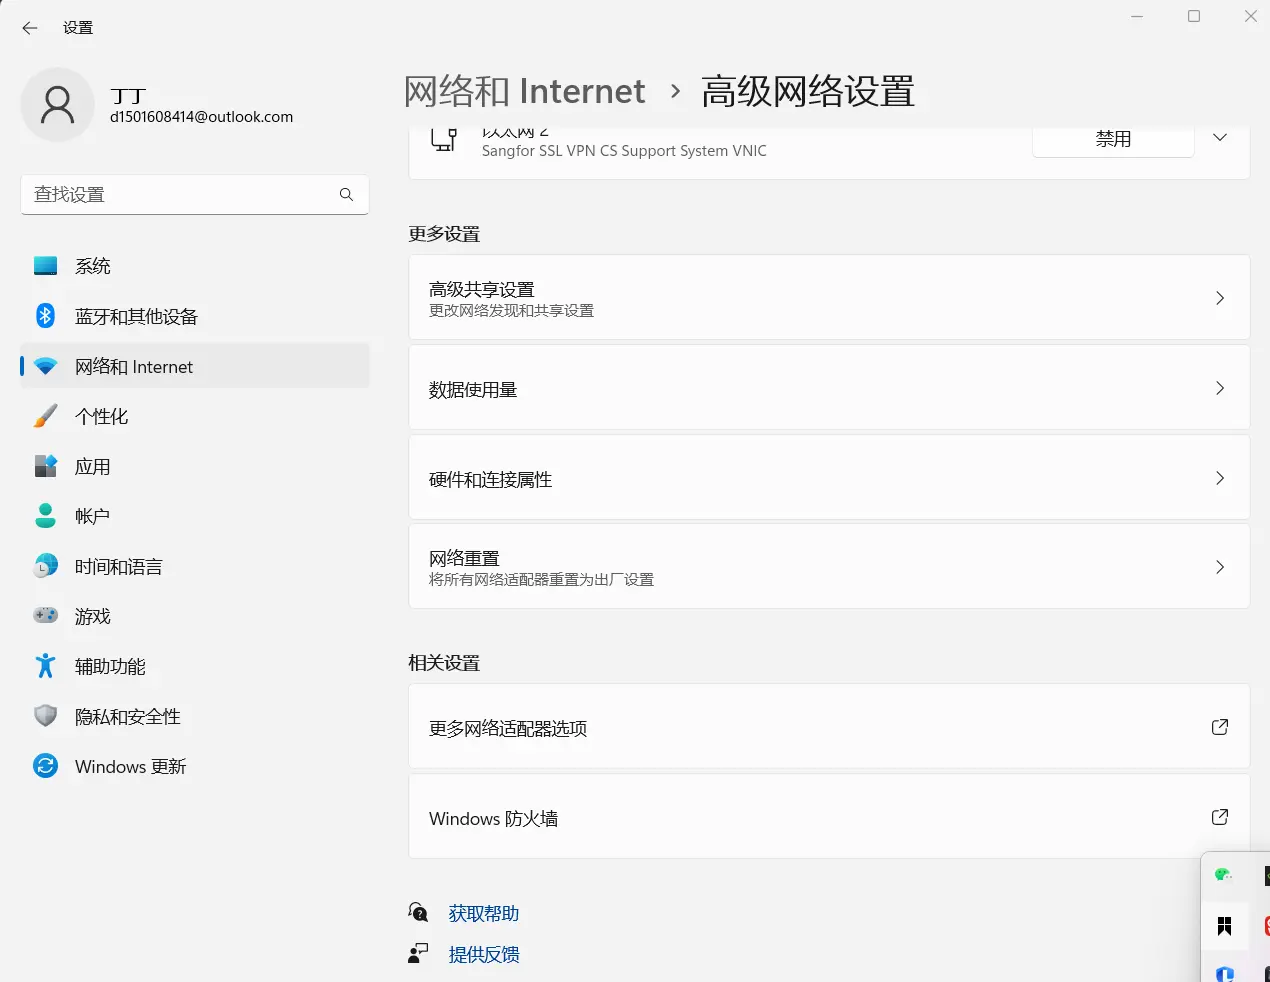 设置
丁丁
d1501608414@outlook.com
查找设置
系统
蓝牙和其他设备
网络和 Internet
个性化
应用
帐户
时间和语言
游戏
辅助功能
隐私和安全性
Windows 更新
网络和 Internet › 高级网络设置
以太网 2
Sangfor SSL VPN CS Support System VNIC
禁用
更多设置
高级共享设置
更改网络发现和共享设置
数据使用量
硬件和连接属性
网络重置
将所有网络适配器重置为出厂设置
相关设置
更多网络适配器选项
Windows 防火墙
获取帮助
提供反馈